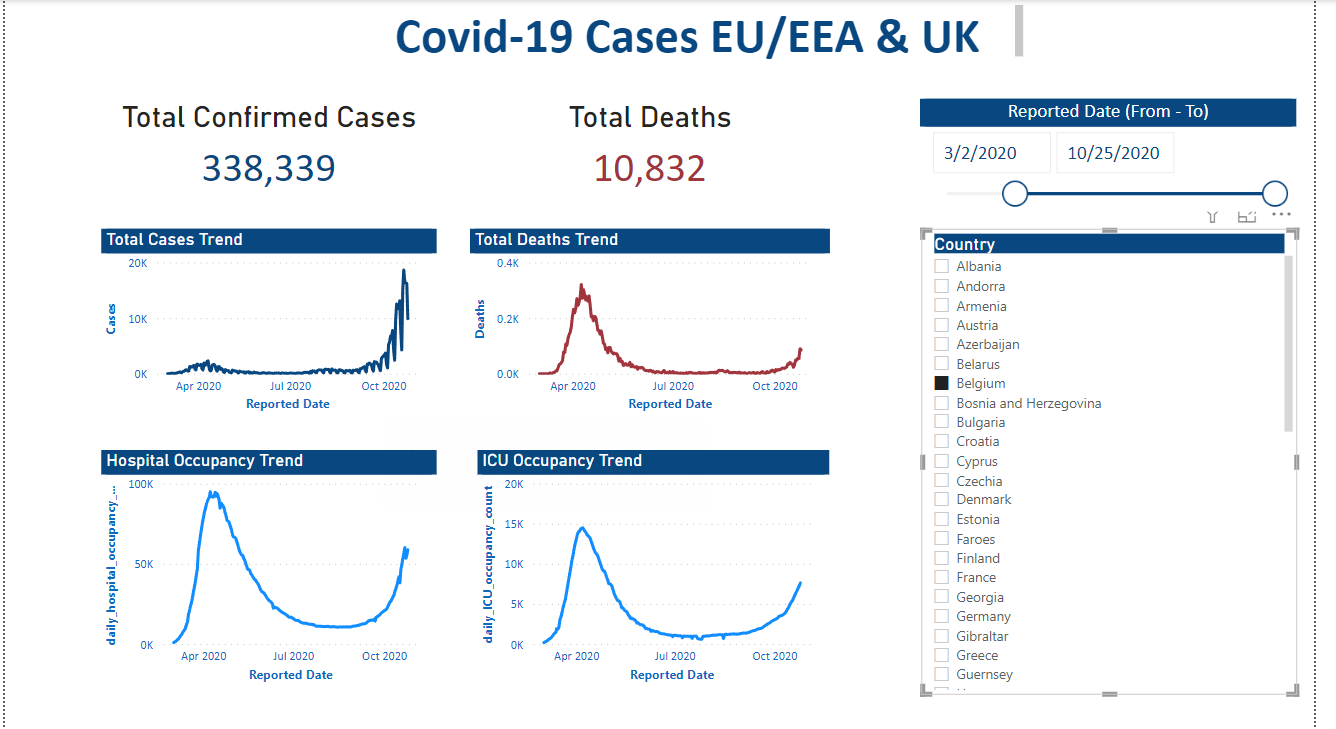 Covid-19 Cases EU/EEA & UK
Total Confirmed Cases
338,339
Total Deaths
10,832
Reported Date (From - To)
3/2/2020
10/25/2020
Total Cases Trend
20K
10K
0K
Cases
Apr 2020
Jul 2020
Oct 2020
Reported Date
Total Deaths Trend
0.4K
0.2K
0.0K
Deaths
Apr 2020
Jul 2020
Oct 2020
Reported Date
Hospital Occupancy Trend
100K
50K
0K
daily_hospital_occupancy_...
Apr 2020
Jul 2020
Oct 2020
Reported Date
ICU Occupancy Trend
20K
15K
10K
5K
0K
daily_ICU_occupancy_count
Apr 2020
Jul 2020
Oct 2020
Reported Date
Country
Albania
Andorra
Armenia
Austria
Azerbaijan
Belarus
Belgium
Bosnia and Herzegovina
Bulgaria
Croatia
Cyprus
Czechia
Denmark
Estonia
Faroes
Finland
France
Georgia
Germany
Gibraltar
Greece
Guernsey